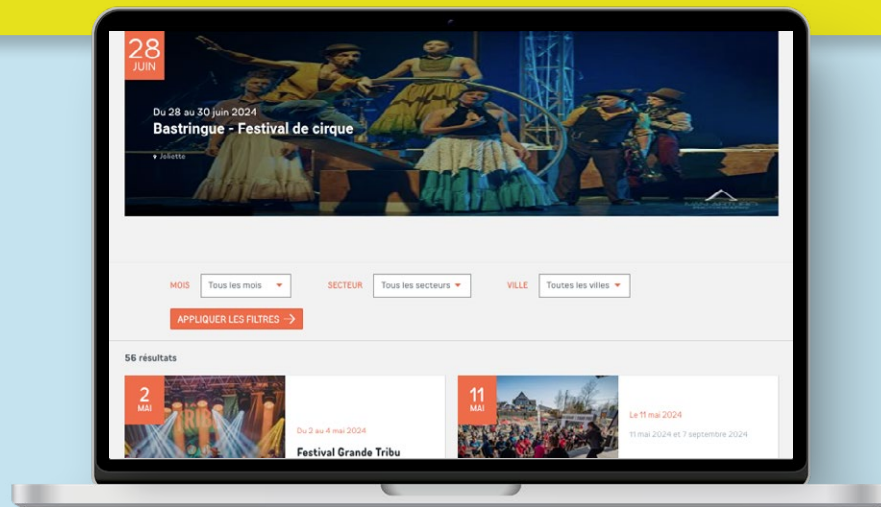 28
JUIN
Du 28 au 30 juin 2024
Bastringue - Festival de cirque
Joliette
MOIS Tous les mois SECTEUR Tous les secteurs VILLE Toutes les villes
APPLIQUER LES FILTRES →
56 résultats
2
MAI
Du 2 au 4 mai 2024
Festival Grande Tribu
11
MAI
Le 11 mai 2024
11 mai 2024 et 7 septembre 2024